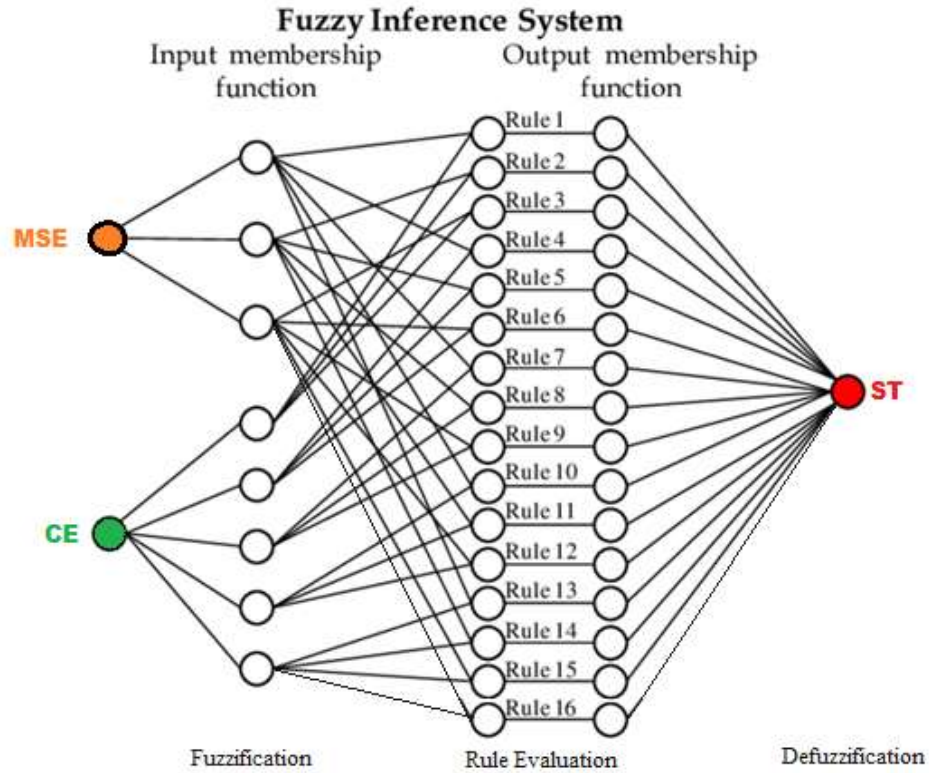 Fuzzy Inference System
Input membership
function
Output membership
function
Rule 1
Rule 2
Rule 3
Rule 4
Rule 5
Rule 6
Rule 7
Rule 8
Rule 9
Rule 10
Rule 11
Rule 12
Rule 13
Rule 14
Rule 15
Rule 16
MSE
CE
ST
Fuzzification
Rule Evaluation
Defuzzification